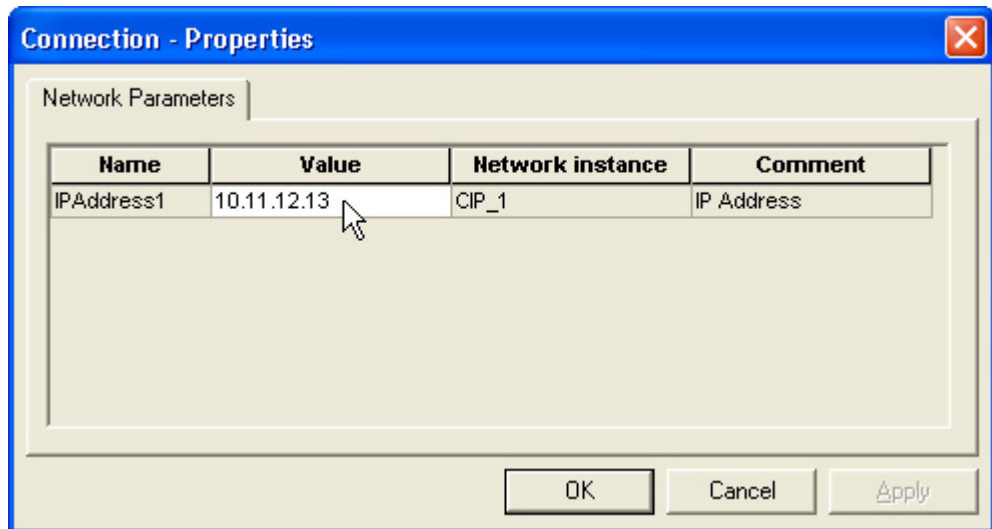 Connection - Properties
Network Parameters
Name Value Network instance Comment
IPAddress1 10.11.12.13 CIP_1 IP Address
OK Cancel Apply